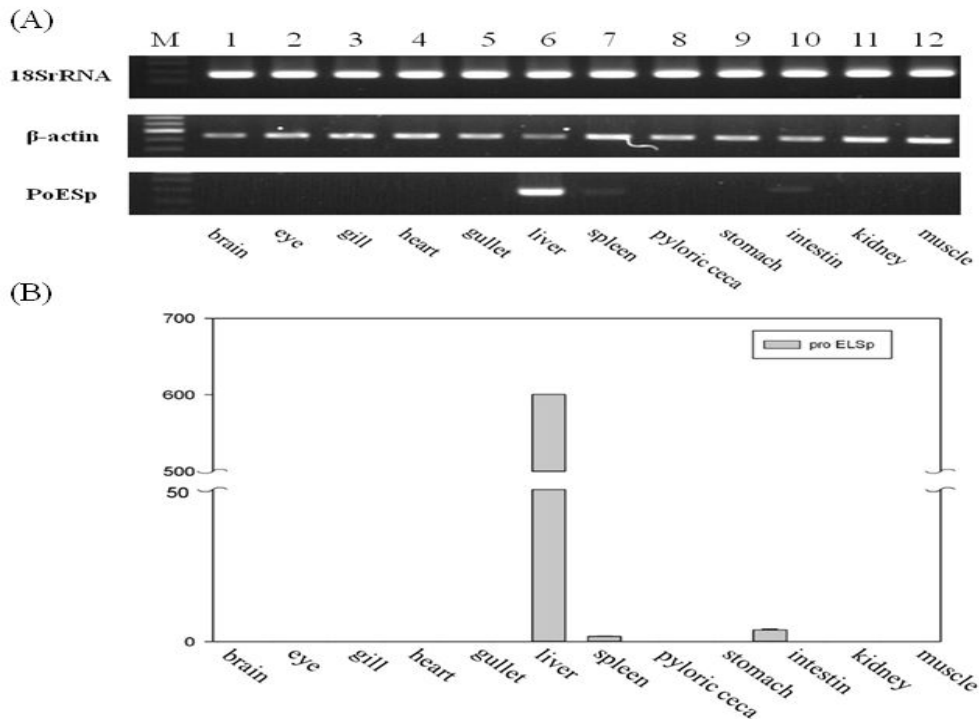 (A)
M 1 2 3 4 5 6 7 8 9 10 11 12
18SrRNA
β-actin
PoESp
brain eye gill heart gullet liver spleen pyloric ceca stomach intestin kidney muscle
(B)
700
pro ELSp
600
500
50
0
brain eye gill heart gullet liver spleen pyloric ceca stomach intestin kidney muscle